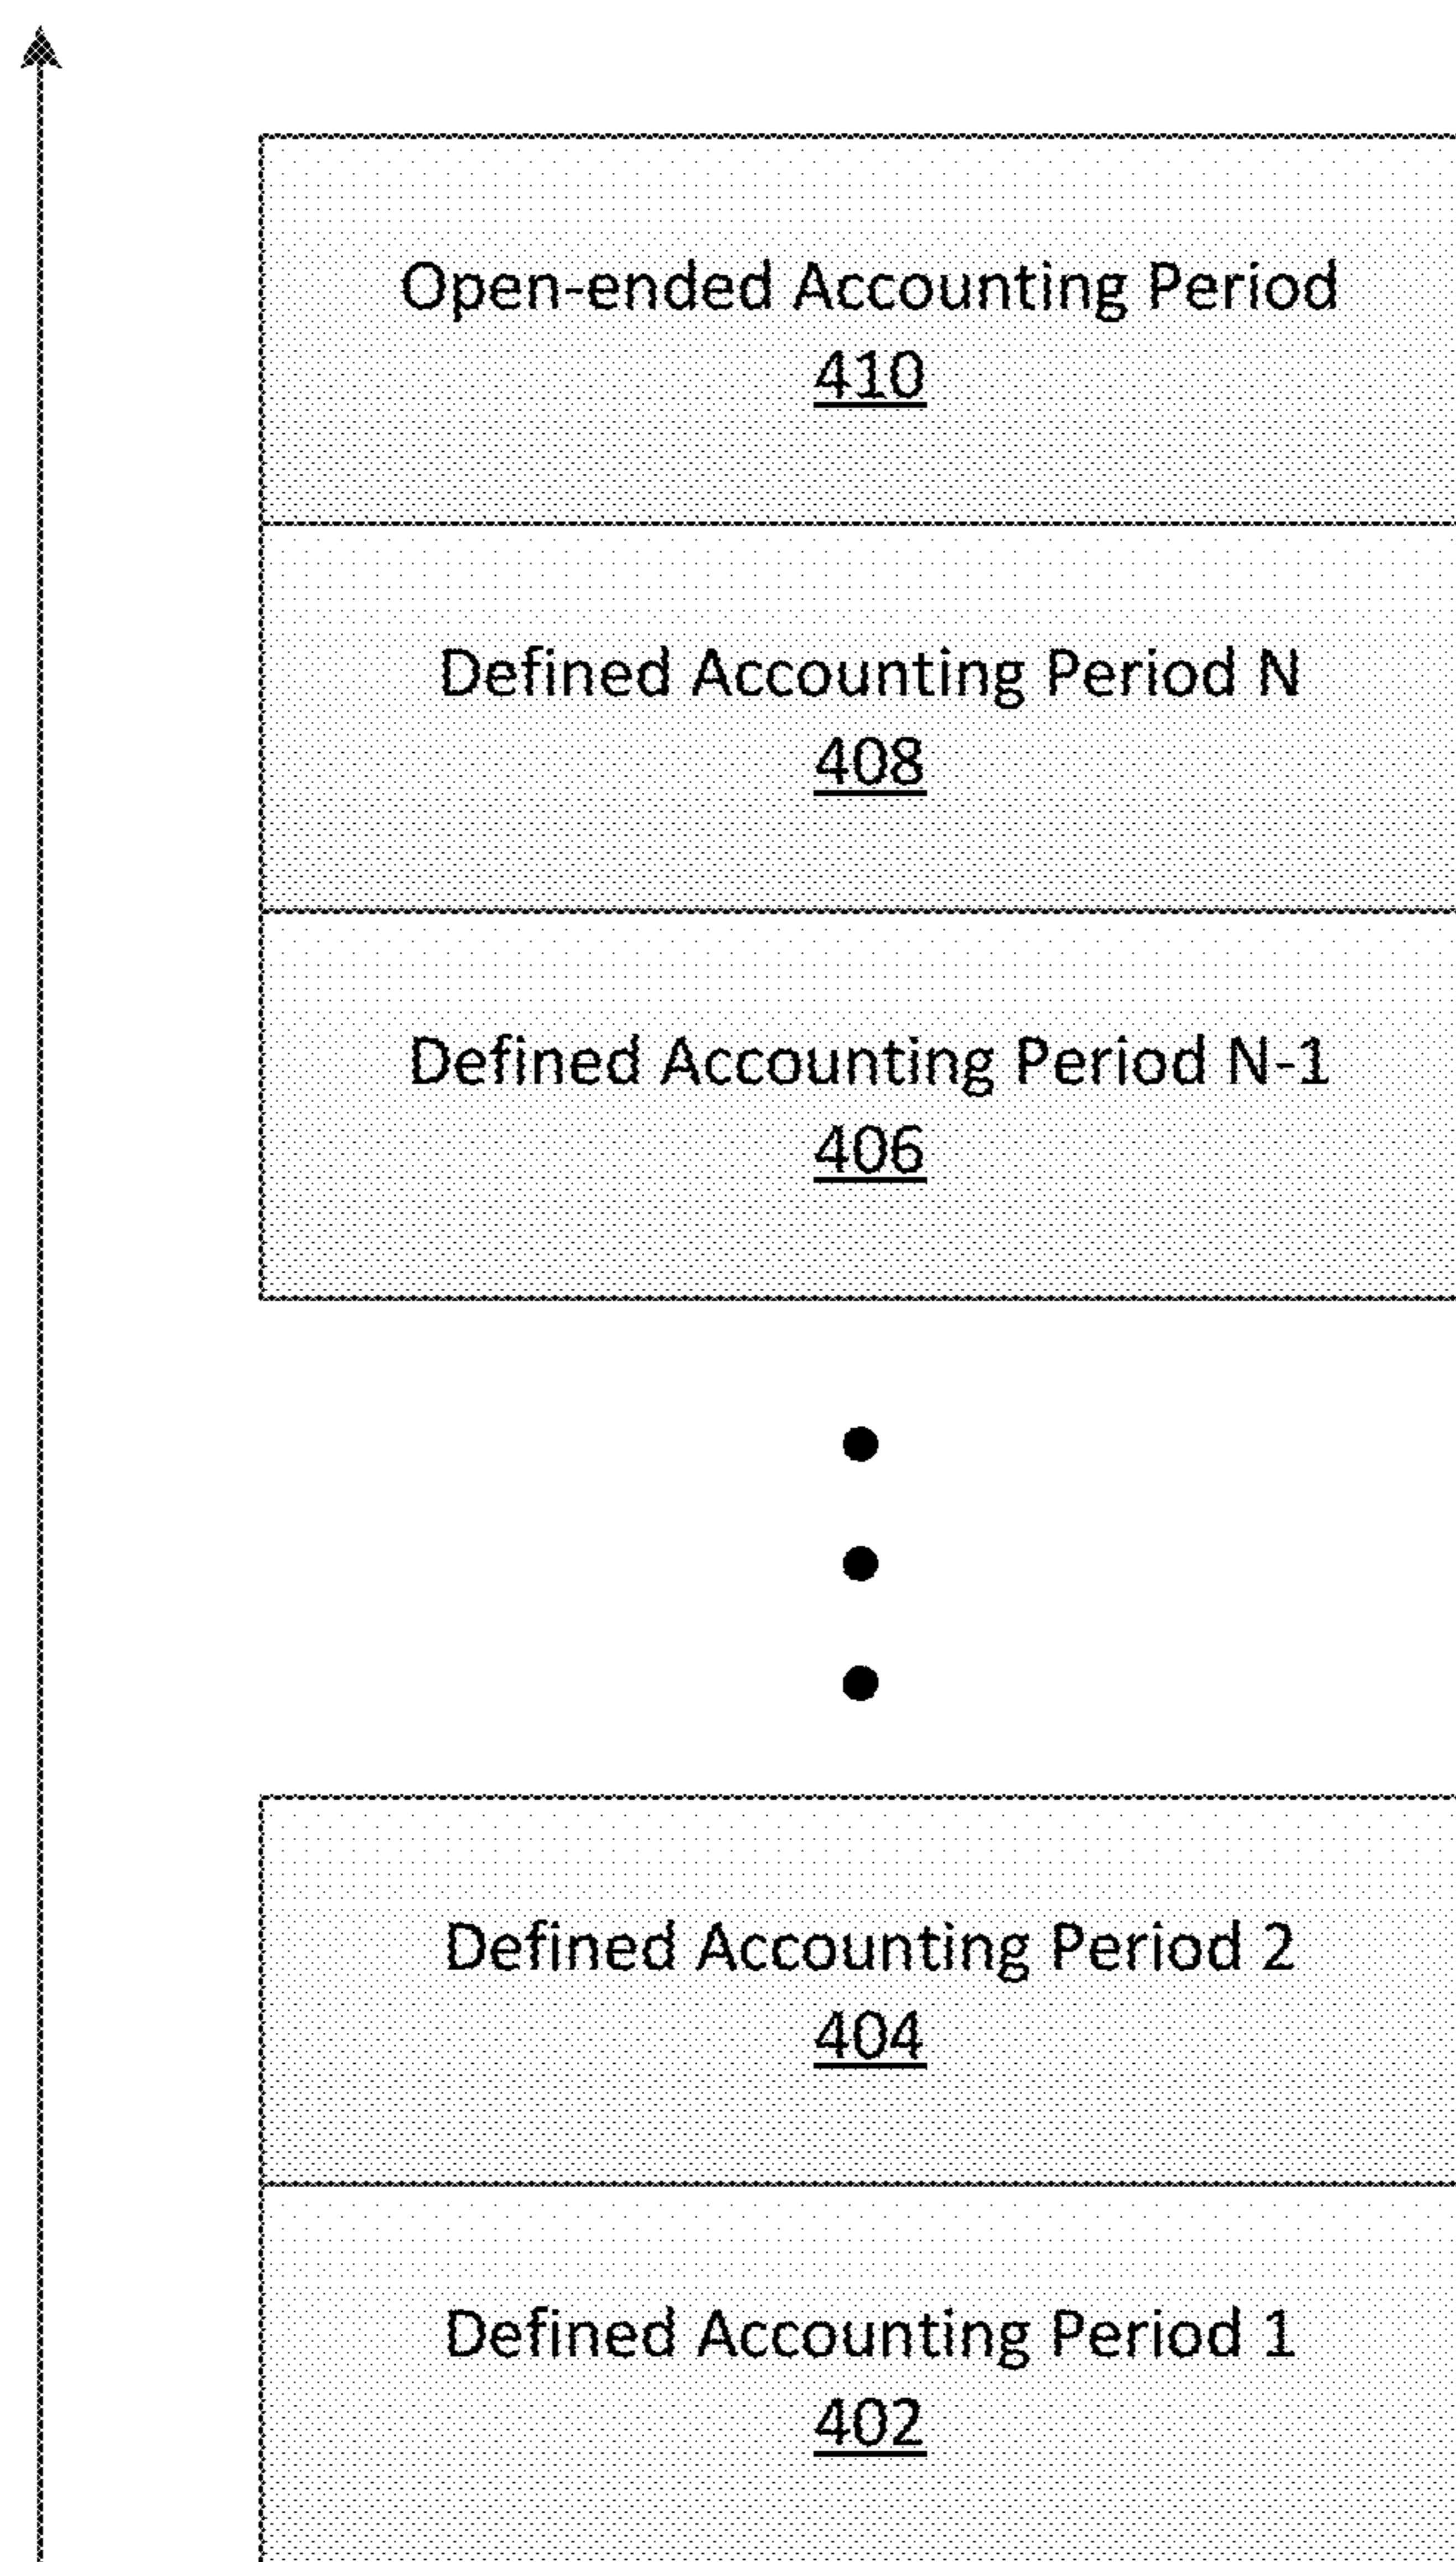 Open-ended Accounting Period
410
Defined Accounting Period N
408
Defined Accounting Period N-1
406
Defined Accounting Period 2
404
Defined Accounting Period 1
402